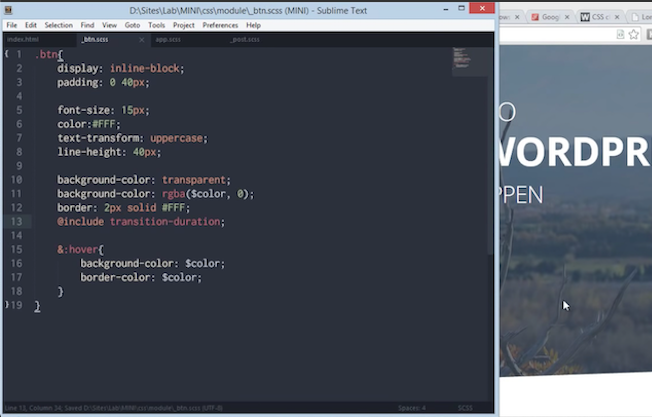 D:\Sites\Lab\MINI\css\module\_btn.scss (MINI) - Sublime Text
File Edit Selection Find View Goto Tools Project Preferences Help
index.html _btn.scss app.scss _post.scss
1 .btn{
2 display: inline-block;
3 padding: 0 40px;
4
5 font-size: 15px;
6 color:#FFF;
7 text-transform: uppercase;
8 line-height: 40px;
9
10 background-color: transparent;
11 background-color: rgba($color, 0);
12 border: 2px solid #FFF;
13 @include transition-duration;
14
15 &:hover{
16 background-color: $color;
17 border-color: $color;
18 }
19 }
Line 13, Column 34; Saved D:\Sites\Lab\MINI\css\module\_btn.scss (UTF-8) Spaces: 4 SCSS
Goog
CSS c
O
WORDPR
PPEN